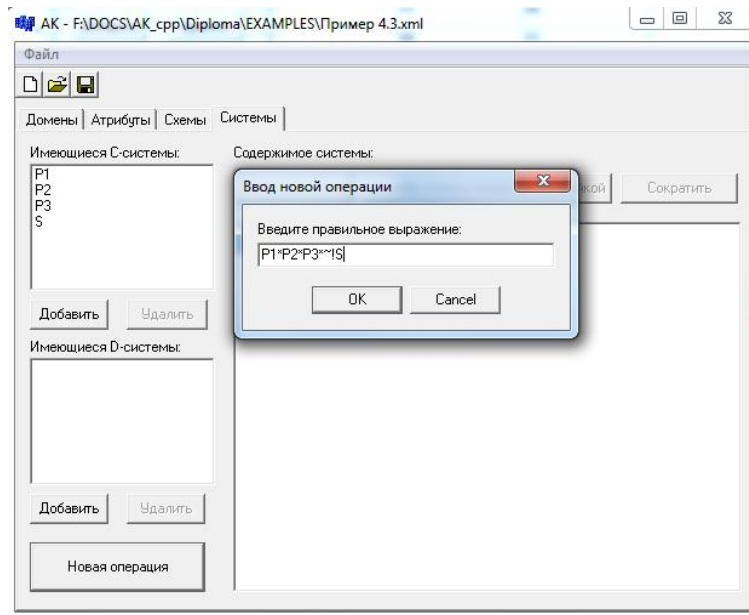 АК - F:\DOCS\AK_cpp\Diploma\EXAMPLES\Пример 4.3.xml
Файл
Домены Атрибуты Схемы Системы
Имеющиеся С-системы:
Содержимое системы:
P1
P2
P3
S
Ввод новой операции
кой
Сократить
Введите правильное выражение:
P1*P2*P3*~!S
OK Cancel
Добавить Удалить
Имеющиеся D-системы:
Добавить Удалить
Новая операция